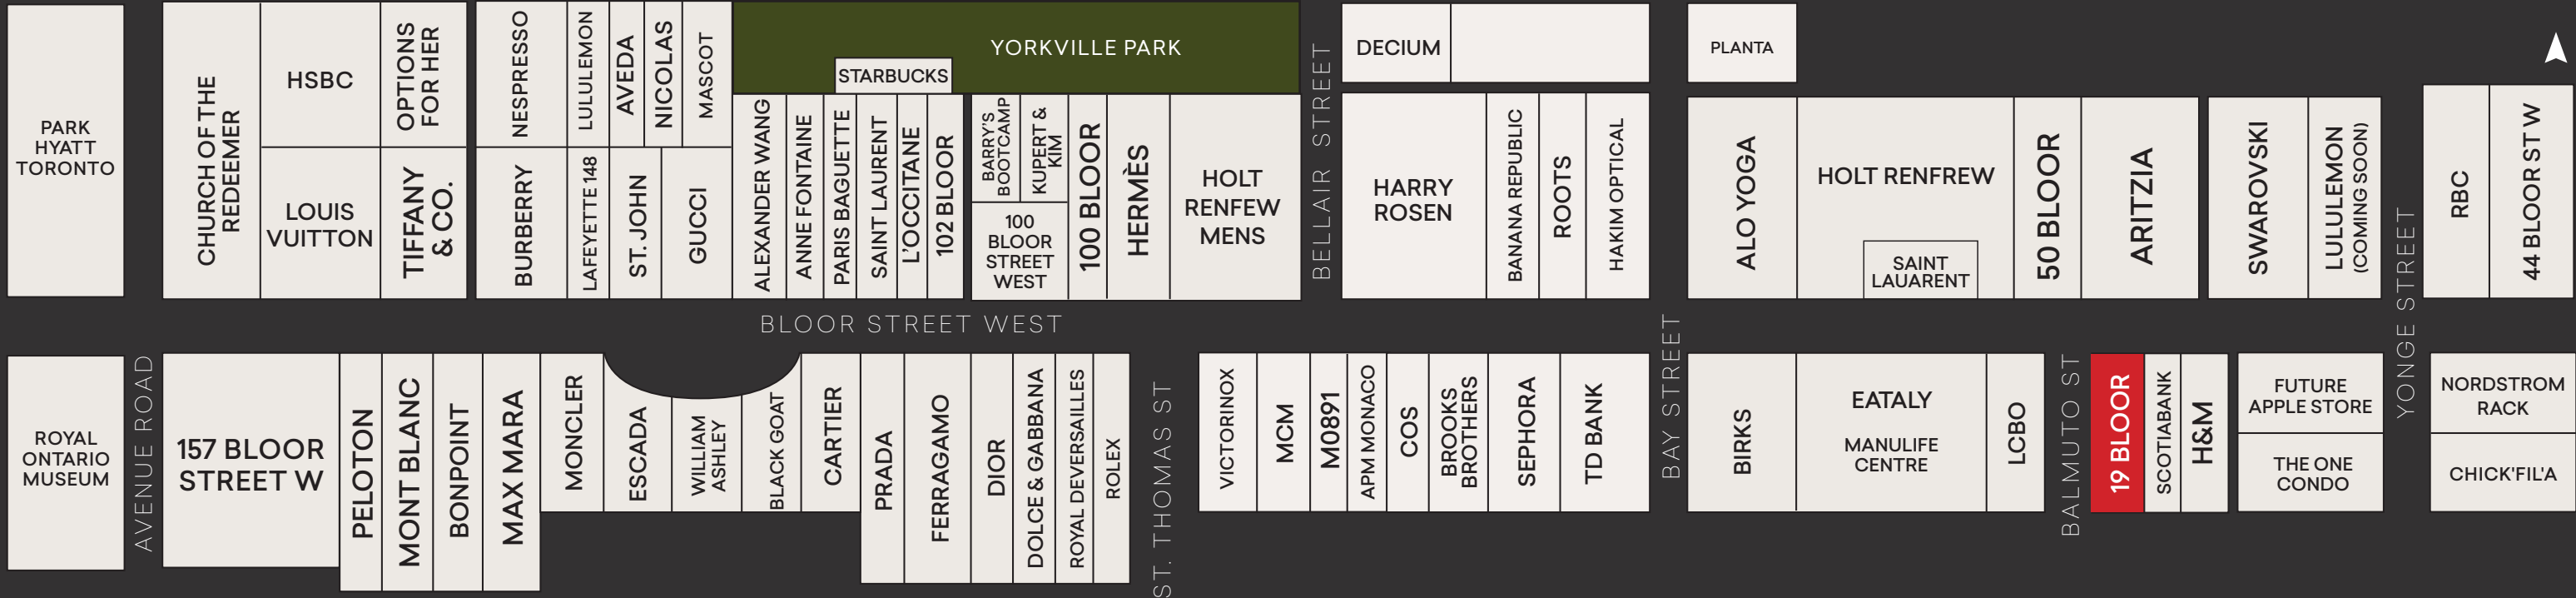 PARK
HYATT
TORONTO
CHURCH OF THE
REDEEMER
HSBC
LOUIS
VUITTON
OPTIONS
FOR HER
TIFFANY
& CO.
NESPRESSO
BURBERRY
LULULEMON
LAFEYETTE 148
AVEDA
ST. JOHN
NICOLAS
GUCCI
MASCOT
YORKVILLE PARK
STARBUCKS
ALEXANDER WANG
ANNE FONTAINE
PARIS BAGUETTE
SAINT LAURENT
L'OCCITANE
102 BLOOR
BARRY'S
BOOTCAMP
KUPERT &
KIM
100
BLOOR
STREET
WEST
100 BLOOR
HERMÈS
HOLT
RENFEW
MENS
BELLAIR STREET
DECIUM
HARRY
ROSEN
BANANA REPUBLIC
ROOTS
HAKIM OPTICAL
PLANTA
ALO YOGA
HOLT RENFREW
SAINT
LAUARENT
50 BLOOR
ARITZIA
SWAROVSKI
LULULEMON
(COMING SOON)
YONGE STREET
RBC
44 BLOOR ST W
BLOOR STREET WEST
ROYAL
ONTARIO
MUSEUM
AVENUE ROAD
157 BLOOR
STREET W
PELOTON
MONT BLANC
BONPOINT
MAX MARA
MONCLER
ESCADA
WILLIAM
ASHLEY
BLACK GOAT
CARTIER
PRADA
FERRAGAMO
DIOR
DOLCE & GABBANA
ROYAL DEVERSAILLES
ROLEX
ST. THOMAS ST
VICTORINOX
MCM
M0891
APM MONACO
COS
BROOKS
BROTHERS
SEPHORA
TD BANK
BAY STREET
BIRKS
EATALY
MANULIFE
CENTRE
LCBO
BALMUTO ST
19 BLOOR
SCOTIABANK
H&M
FUTURE
APPLE STORE
THE ONE
CONDO
NORDSTROM
RACK
CHICK'FIL'A